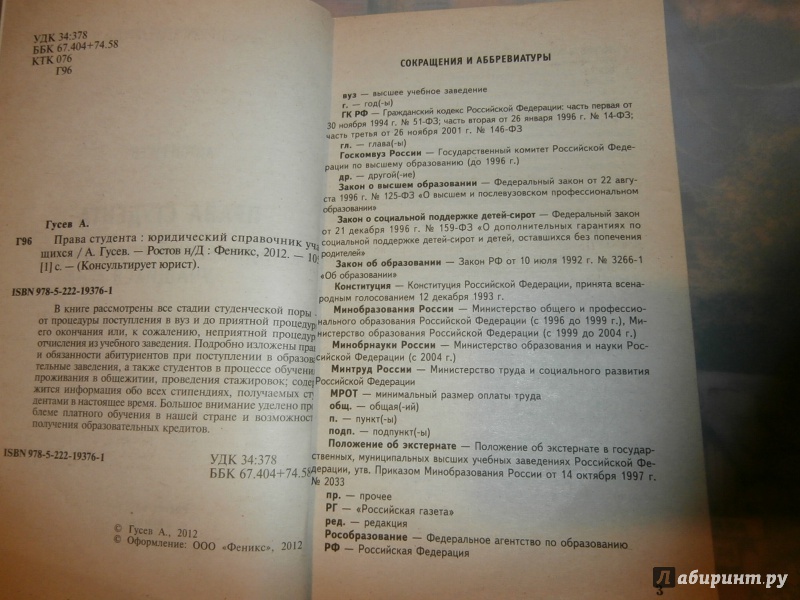 УДК 34:378
ББК 67.404+74.58
КТК 076
Г96
Гусев А.
Г96 Права студента : юридический справочник уча
щихся / А. Гусев. — Ростов н/Д : Феникс, 2012. —
[1] с. — (Консультирует юрист).
ISBN 978-5-222-19376-1
В книге рассмотрены все стадии студенческой поры
от процедуры поступления в вуз и до приятной процедур
его окончания или, к сожалению, неприятной процедур
отчисления из учебного заведения. Подробно изложены пра
и обязанности абитуриентов при поступлении в образо
тельные заведения, а также студентов в процессе обучени
проживания в общежитии, проведения стажировок; соде
жится информация обо всех стипендиях, получаемых ст
дентами в настоящее время. Большое внимание уделено пр
блеме платного обучения в нашей стране и возможнос
получения образовательных кредитов.
ISBN 978-5-222-19376-1
УДК 34:378
ББК 67.404+74.58
© Гусев А., 2012
© Оформление: ООО «Феникс», 2012
СОКРАЩЕНИЯ И АББРЕВИАТУРЫ
вуз — высшее учебное заведение
г. — год(-ы)
ГК РФ — Гражданский кодекс Российской Федерации: часть первая от
30 ноября 1994 г. № 51-ФЗ; часть вторая от 26 января 1996 г. № 14-ФЗ;
часть третья от 26 ноября 2001 г. № 146-ФЗ
гл. — глава(-ы)
Госкомвуз России — Государственный комитет Российской Феде-
рации по высшему образованию (до 1996 г.)
др. — другой(-ие)
Закон о высшем образовании — Федеральный закон от 22 авгу-
ста 1996 г. № 125-ФЗ «О высшем и послевузовском профессиональном
образовании»
Закон о социальной поддержке детей-сирот — Федеральный закон
от 21 декабря 1996 г. № 159-ФЗ «О дополнительных гарантиях по
социальной поддержке детей-сирот и детей, оставшихся без попечения
родителей»
Закон об образовании — Закон РФ от 10 июля 1992 г. № 3266-1
«Об образовании»
Конституция — Конституция Российской Федерации, принята всена-
родным голосованием 12 декабря 1993 г.
Минобразования России — Министерство общего и професси-
онального образования Российской Федерации (с 1996 до 1999 г.), Ми-
нистерство образования Российской Федерации (с 1999 до 2004 г.)
Минобрнауки России — Министерство образования и науки Рос-
сийской Федерации (с 2004 г.)
Минтруд России — Министерство труда и социального развития
Российской Федерации
МРОТ — минимальный размер оплаты труда
общ. — общая(-ий)
п. — пункт(-ы)
подп. — подпункт(-ы)
Положение об экстернате — Положение об экстернате в государ-
ственных, муниципальных высших учебных заведениях Российской Фе-
дерации, утв. Приказом Минобразования России от 14 октября 1997 г.
№ 2033
пр. — прочее
РГ — «Российская газета»
ред. — редакция
Рособразование — Федеральное агентство по образованию
РФ — Российская Федерация
3
Лабиринт.ру